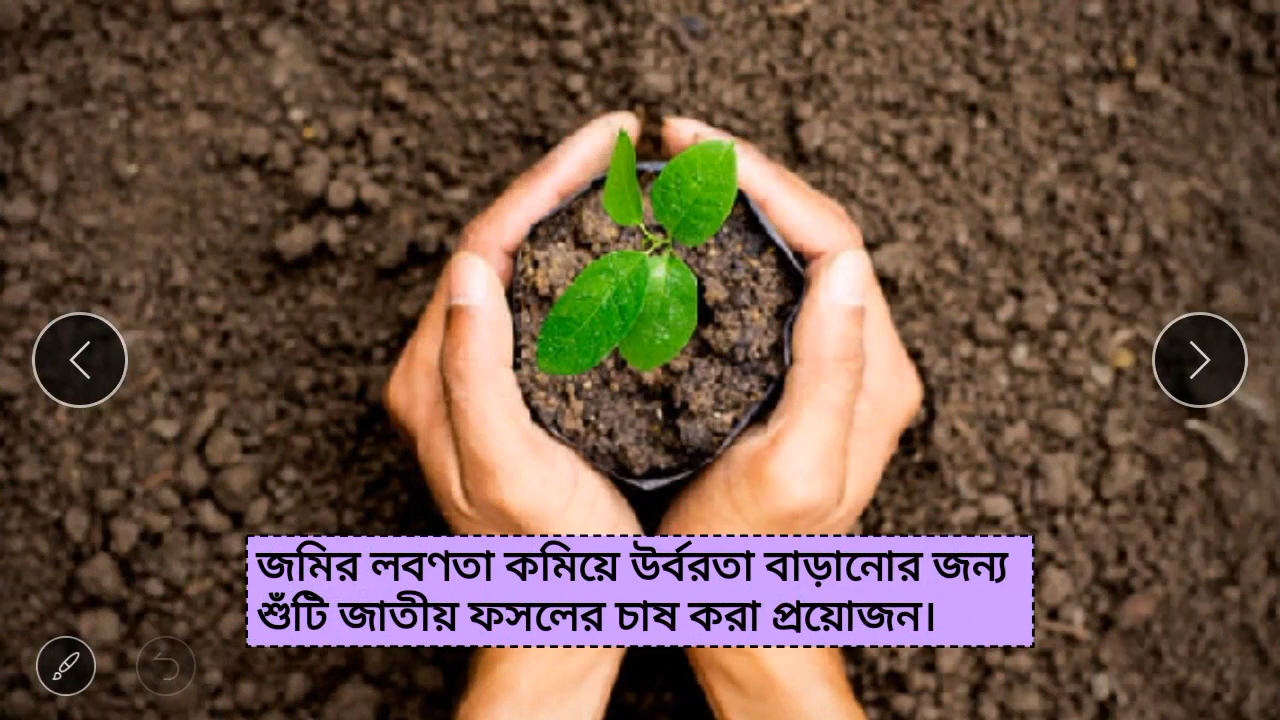 জমির লবণতা কমিয়ে উর্বরতা বাড়ানোর জন্য
শুঁটি জাতীয় ফসলের চাষ করা প্রয়োজন।